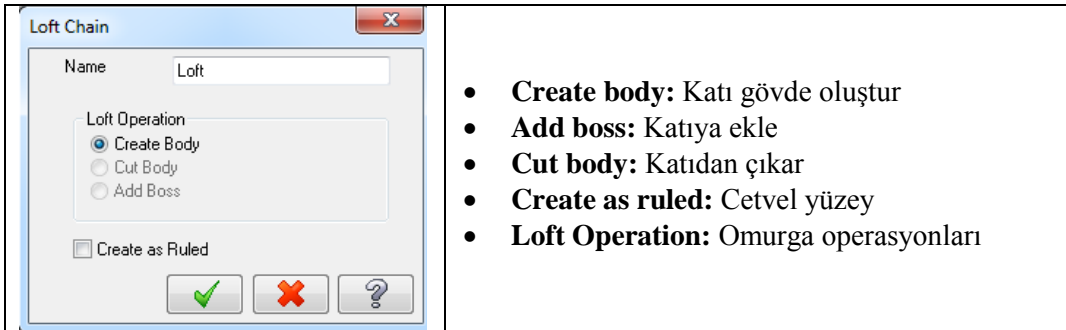 Loft Chain
Name
Loft
Loft Operation
Create Body
Cut Body
Add Boss
Create as Ruled
• Create body: Katı gövde oluştur
• Add boss: Katıya ekle
• Cut body: Katıdan çıkar
• Create as ruled: Cetvel yüzey
• Loft Operation: Omurga operasyonları